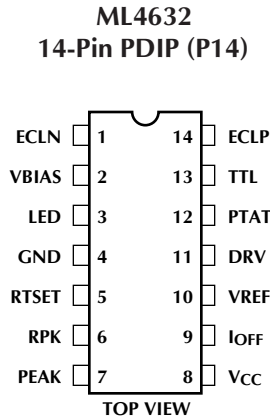 ML4632
14-Pin PDIP (P14)
ECLN 1 14 ECLP
VBIAS 2 13 TTL
LED 3 12 PTAT
GND 4 11 DRV
RTSET 5 10 VREF
RPK 6 9 IOFF
PEAK 7 8 VCC
TOP VIEW